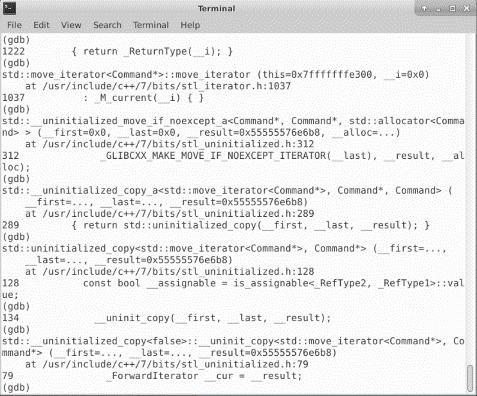 Terminal
File Edit View Search Terminal Help
(gdb)
1222        { return _ReturnType(__i); }
(gdb)
std::move_iterator<Command*>::move_iterator (this=0x7fffffffe300, __i=0x0)
    at /usr/include/c++/7/bits/stl_iterator.h:1037
1037          : _M_current(__i) { }
(gdb)
std::__uninitialized_move_if_noexcept_a<Command*, Command*, std::allocator<Comma
nd> > (__first=0x0, __last=0x0, __result=0x55555576e6b8, __alloc=...)
    at /usr/include/c++/7/bits/stl_uninitialized.h:312
312             _GLIBCXX_MAKE_MOVE_IF_NOEXCEPT_ITERATOR(__last), __result, __al
loc);
(gdb)
std::__uninitialized_copy_a<std::move_iterator<Command*>, Command*, Command> (
    __first=..., __last=..., __result=0x55555576e6b8)
    at /usr/include/c++/7/bits/stl_uninitialized.h:289
289         { return std::uninitialized_copy(__first, __last, __result); }
(gdb)
std::uninitialized_copy<std::move_iterator<Command*>, Command*> (__first=...,
    __last=..., __result=0x55555576e6b8)
    at /usr/include/c++/7/bits/stl_uninitialized.h:128
128           const bool __assignable = is_assignable<_RefType2, _RefType1>::val
ue;
(gdb)
134             __uninit_copy(__first, __last, __result);
(gdb)
std::__uninitialized_copy<false>::__uninit_copy<std::move_iterator<Command*>, Co
mmand*> (__first=..., __last=..., __result=0x55555576e6b8)
    at /usr/include/c++/7/bits/stl_uninitialized.h:79
79                _ForwardIterator __cur = __result;
(gdb)